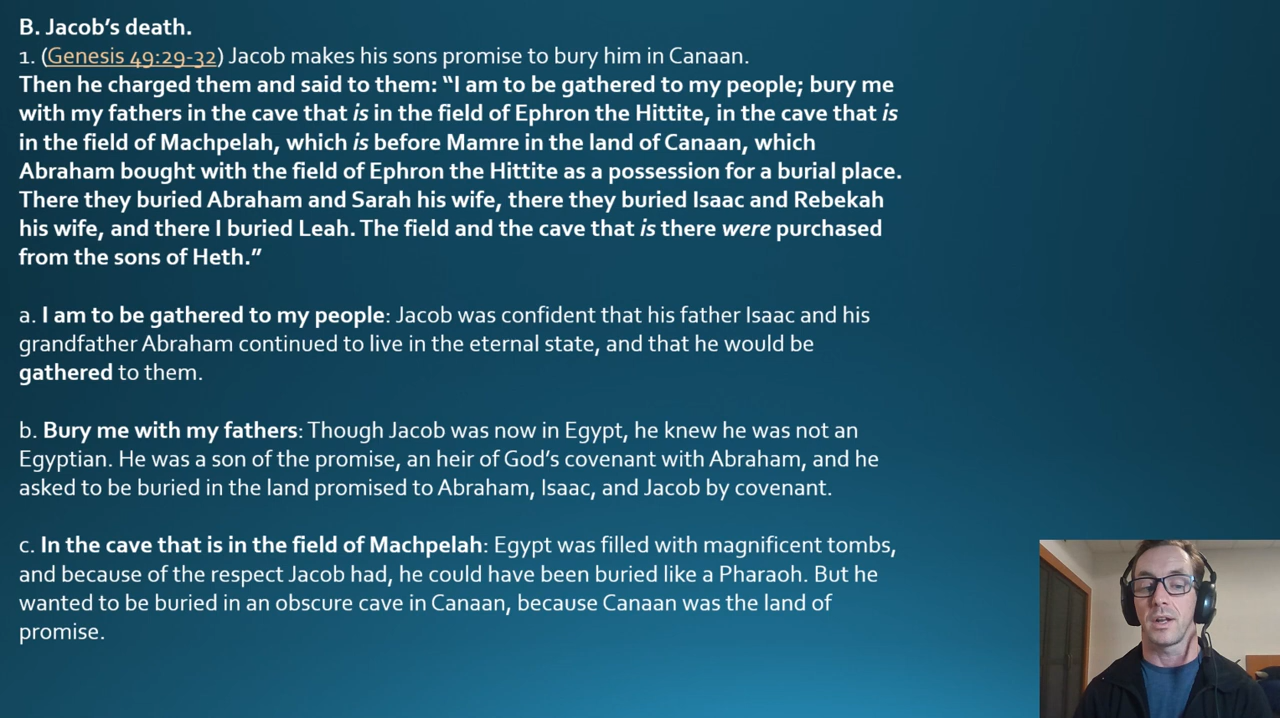 B. Jacob’s death.
1. (Genesis 49:29-32) Jacob makes his sons promise to bury him in Canaan.
Then he charged them and said to them: “I am to be gathered to my people; bury me
with my fathers in the cave that is in the field of Ephron the Hittite, in the cave that is
in the field of Machpelah, which is before Mamre in the land of Canaan, which
Abraham bought with the field of Ephron the Hittite as a possession for a burial place.
There they buried Abraham and Sarah his wife, there they buried Isaac and Rebekah
his wife, and there I buried Leah. The field and the cave that is there were purchased
from the sons of Heth.”
a. I am to be gathered to my people: Jacob was confident that his father Isaac and his
grandfather Abraham continued to live in the eternal state, and that he would be
gathered to them.
b. Bury me with my fathers: Though Jacob was now in Egypt, he knew he was not an
Egyptian. He was a son of the promise, an heir of God’s covenant with Abraham, and he
asked to be buried in the land promised to Abraham, Isaac, and Jacob by covenant.
c. In the cave that is in the field of Machpelah: Egypt was filled with magnificent tombs,
and because of the respect Jacob had, he could have been buried like a Pharaoh. But he
wanted to be buried in an obscure cave in Canaan, because Canaan was the land of
promise.